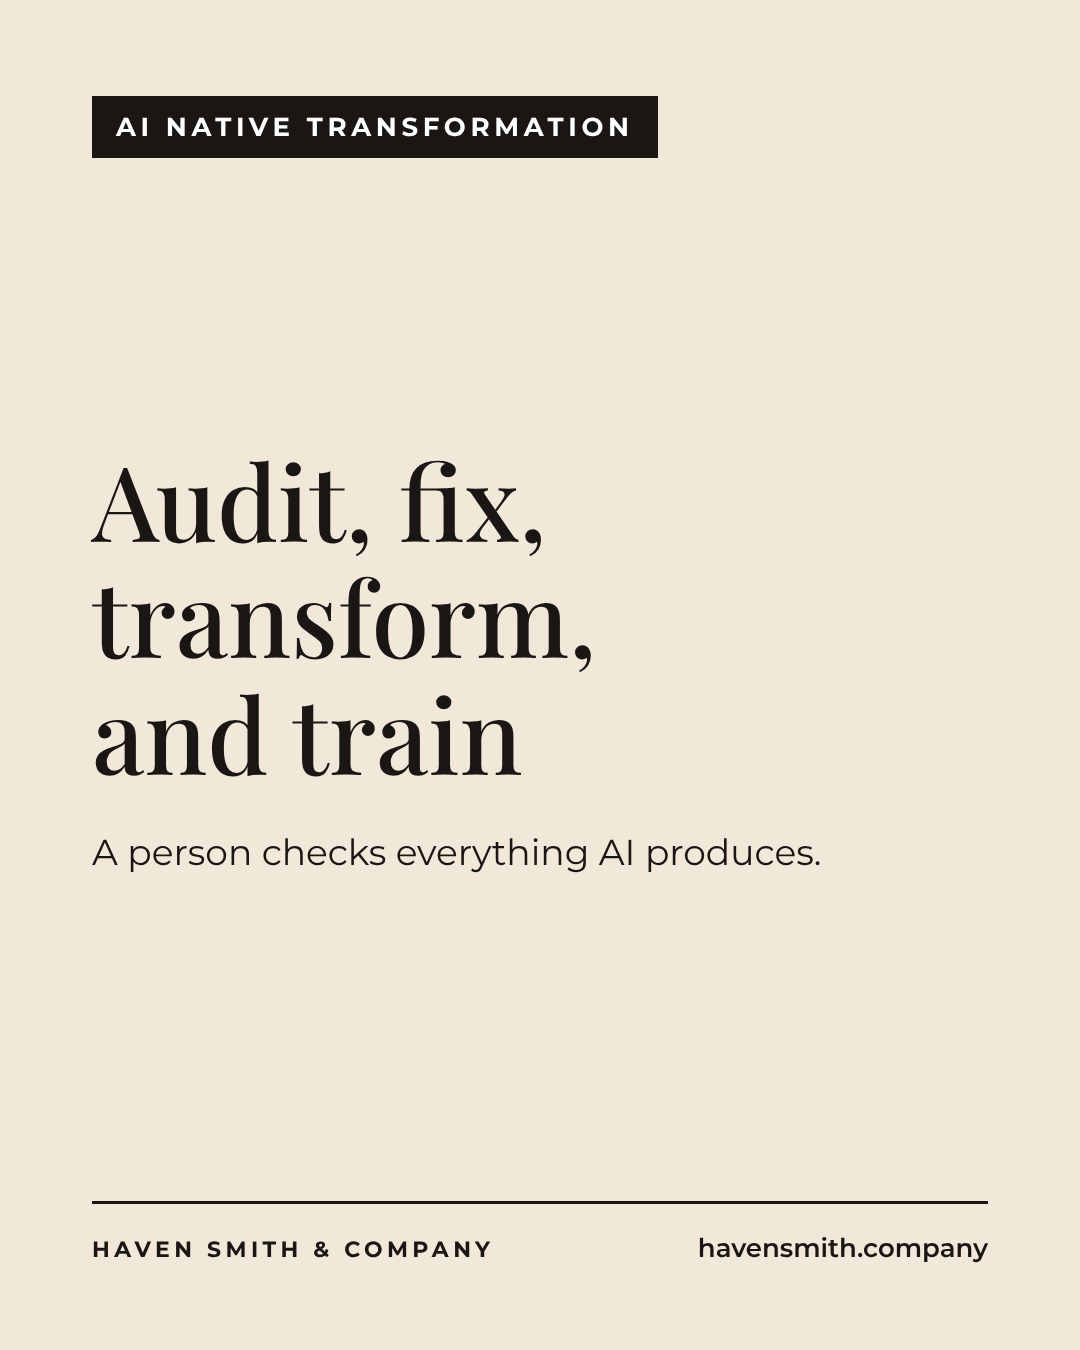 AI NATIVE TRANSFORMATION
Audit, fix,
transform,
and train
A person checks everything AI produces.
HAVEN SMITH & COMPANY
havensmith.company